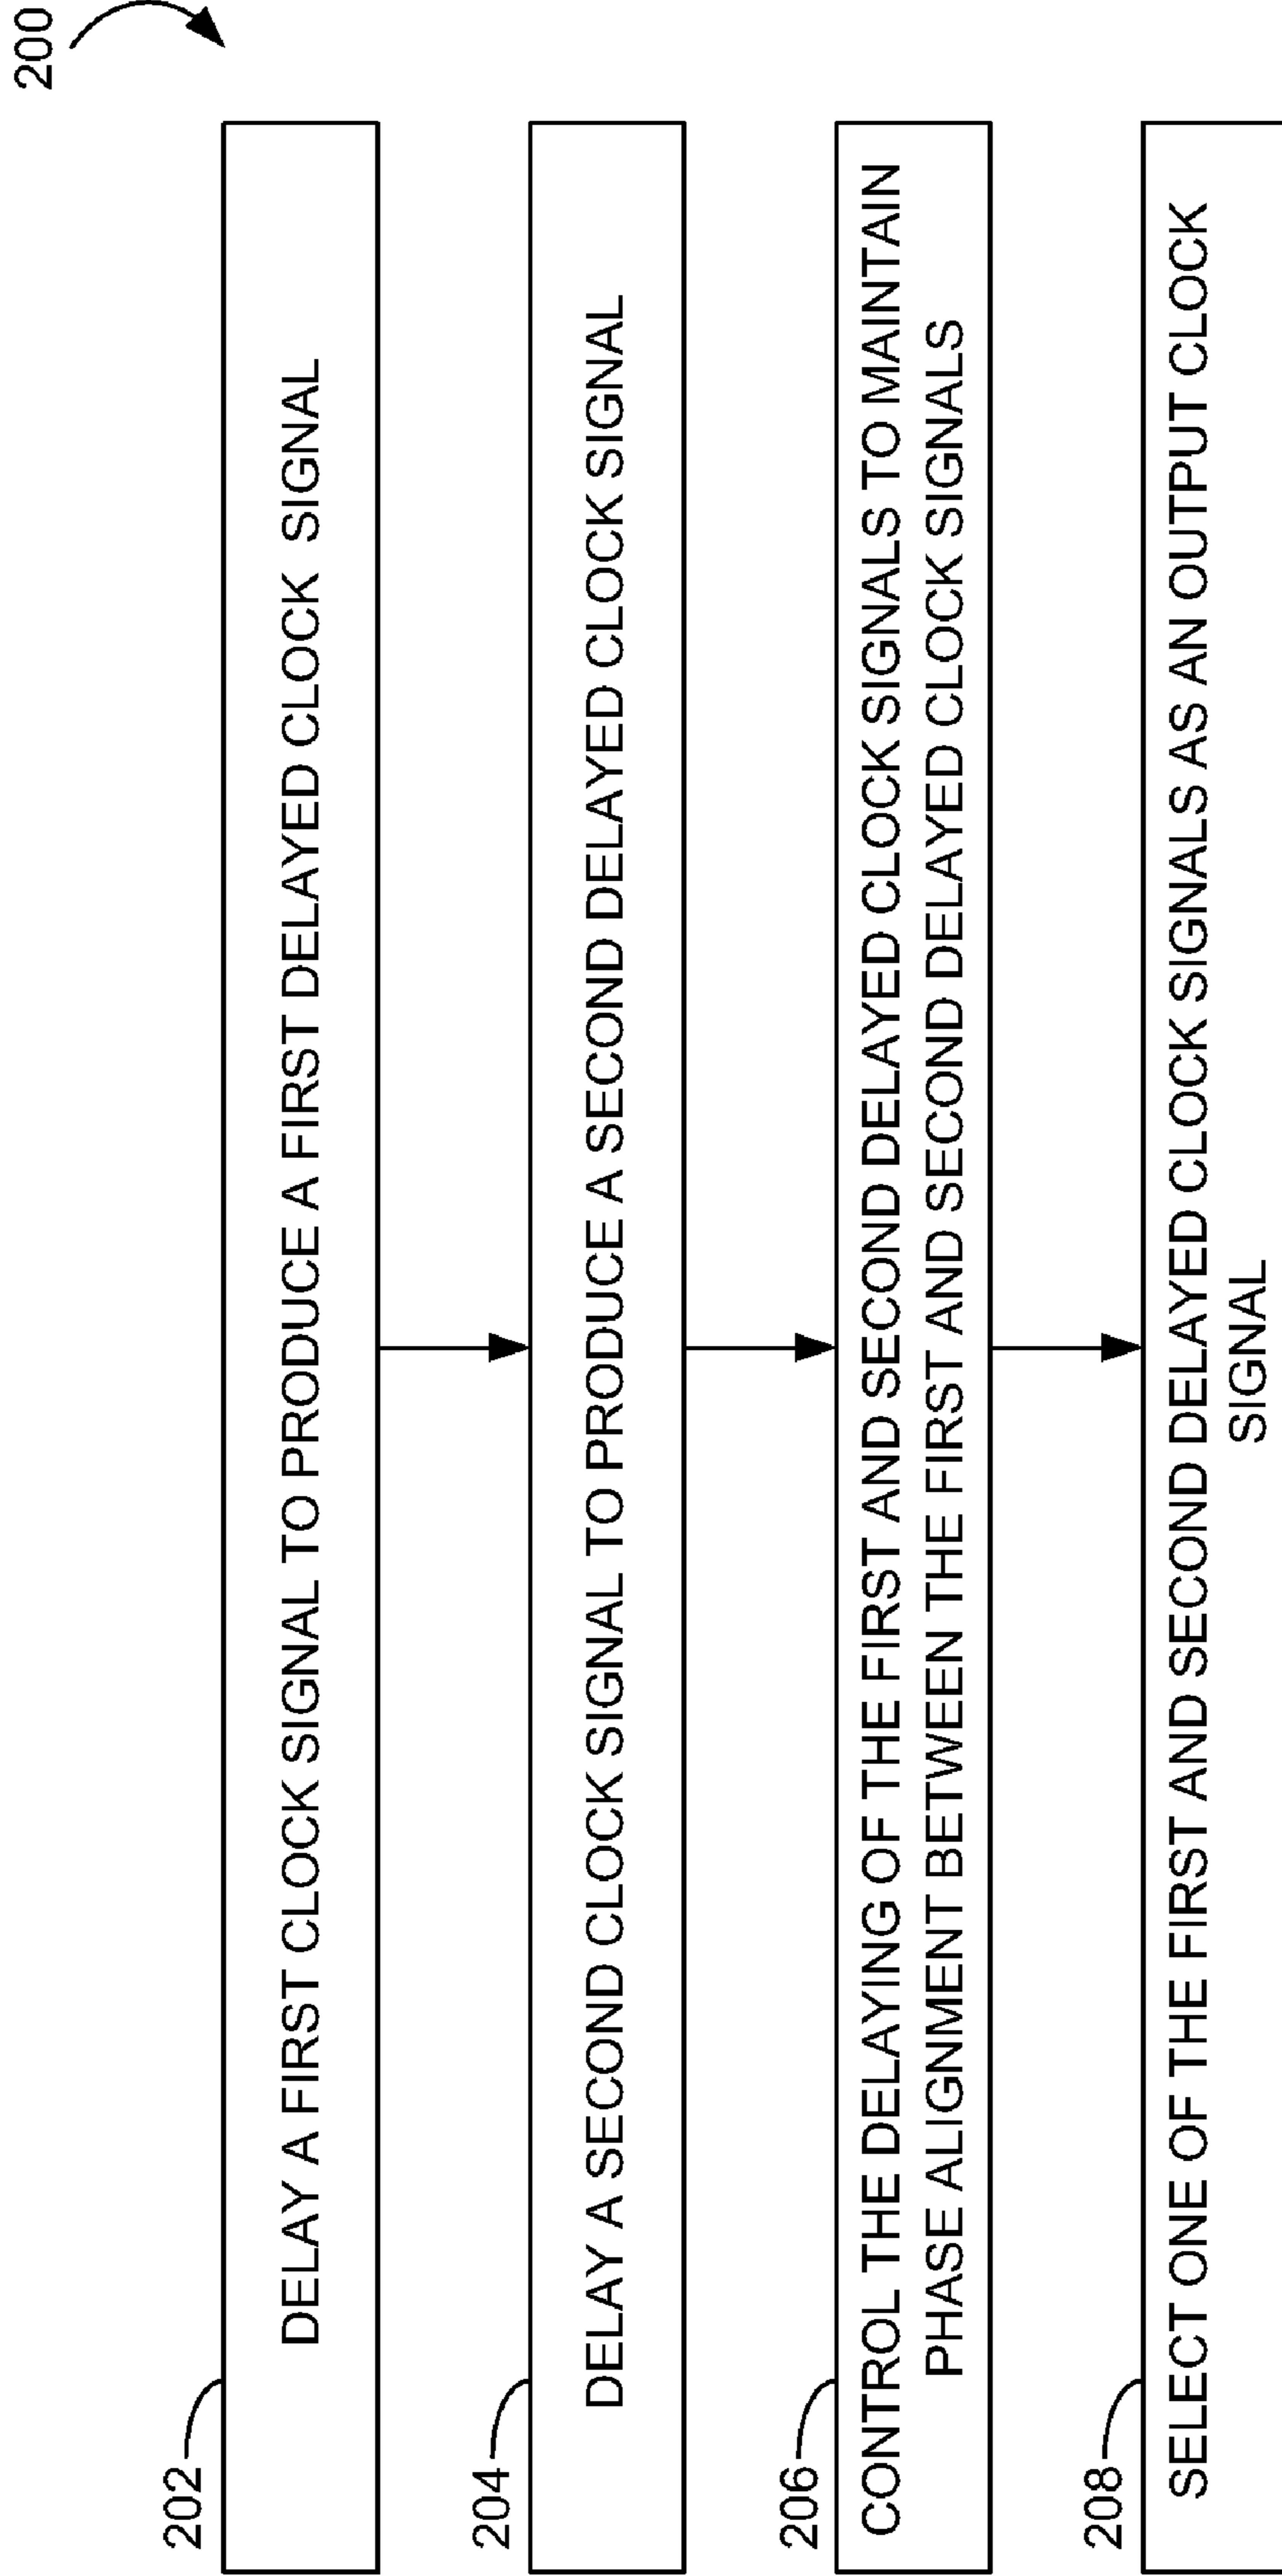 200
202
DELAY A FIRST CLOCK SIGNAL TO PRODUCE A FIRST DELAYED CLOCK SIGNAL
204
DELAY A SECOND CLOCK SIGNAL TO PRODUCE A SECOND DELAYED CLOCK SIGNAL
206
CONTROL THE DELAYING OF THE FIRST AND SECOND DELAYED CLOCK SIGNALS TO MAINTAIN
PHASE ALIGNMENT BETWEEN THE FIRST AND SECOND DELAYED CLOCK SIGNALS
208
SELECT ONE OF THE FIRST AND SECOND DELAYED CLOCK SIGNALS AS AN OUTPUT CLOCK
SIGNAL